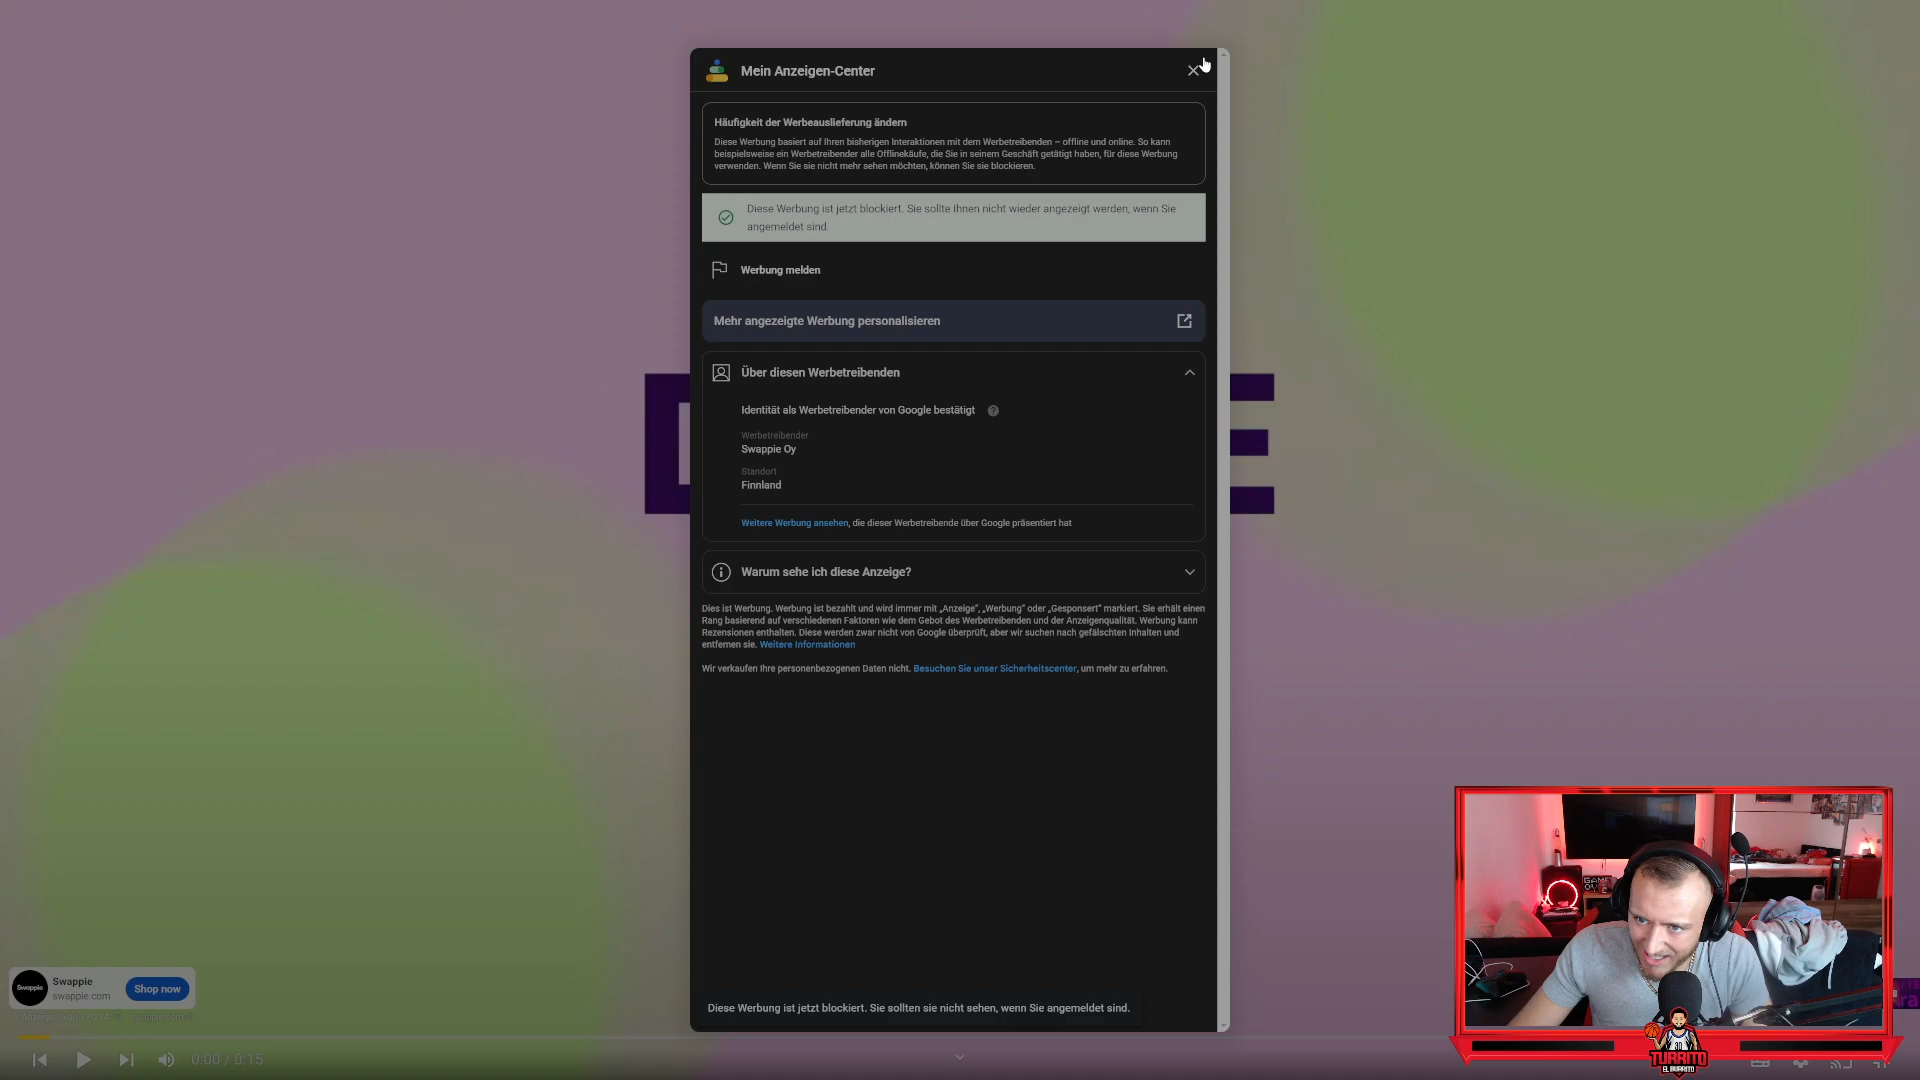 Mein Anzeigen-Center
Häufigkeit der Werbeauslieferung ändern
Diese Werbung basiert auf Ihren bisherigen Interaktionen mit dem Werbetreibenden – offline und online. So kann
beispielsweise ein Werbetreibender alle Offlinekäufe, die Sie in seinem Geschäft getätigt haben, für diese Werbung
verwenden. Wenn Sie sie nicht mehr sehen möchten, können Sie sie blockieren.
Diese Werbung ist jetzt blockiert. Sie sollte Ihnen nicht wieder angezeigt werden, wenn Sie
angemeldet sind.
Werbung melden
Mehr angezeigte Werbung personalisieren
Über diesen Werbetreibenden
Identität als Werbetreibender von Google bestätigt
Werbetreibender
Swappie Oy
Standort
Finnland
Weitere Werbung ansehen, die dieser Werbetreibende über Google präsentiert hat
Warum sehe ich diese Anzeige?
Dies ist Werbung. Werbung ist bezahlt und wird immer mit „Anzeige“, „Werbung“ oder „Gesponsert“ markiert. Sie erhält einen
Rang basierend auf verschiedenen Faktoren wie dem Gebot des Werbetreibenden und der Anzeigenqualität. Werbung kann
Rezensionen enthalten. Diese werden zwar nicht von Google überprüft, aber wir suchen nach gefälschten Inhalten und
entfernen sie. Weitere Informationen
Wir verkaufen Ihre personenbezogenen Daten nicht. Besuchen Sie unser Sicherheitscenter, um mehr zu erfahren.
Diese Werbung ist jetzt blockiert. Sie sollten sie nicht sehen, wenn Sie angemeldet sind.
Swappie
Swappie
swappie.com
Shop now
0:00 / 0:15
GAME
OVE
30
TURRITO
EL BURRITO